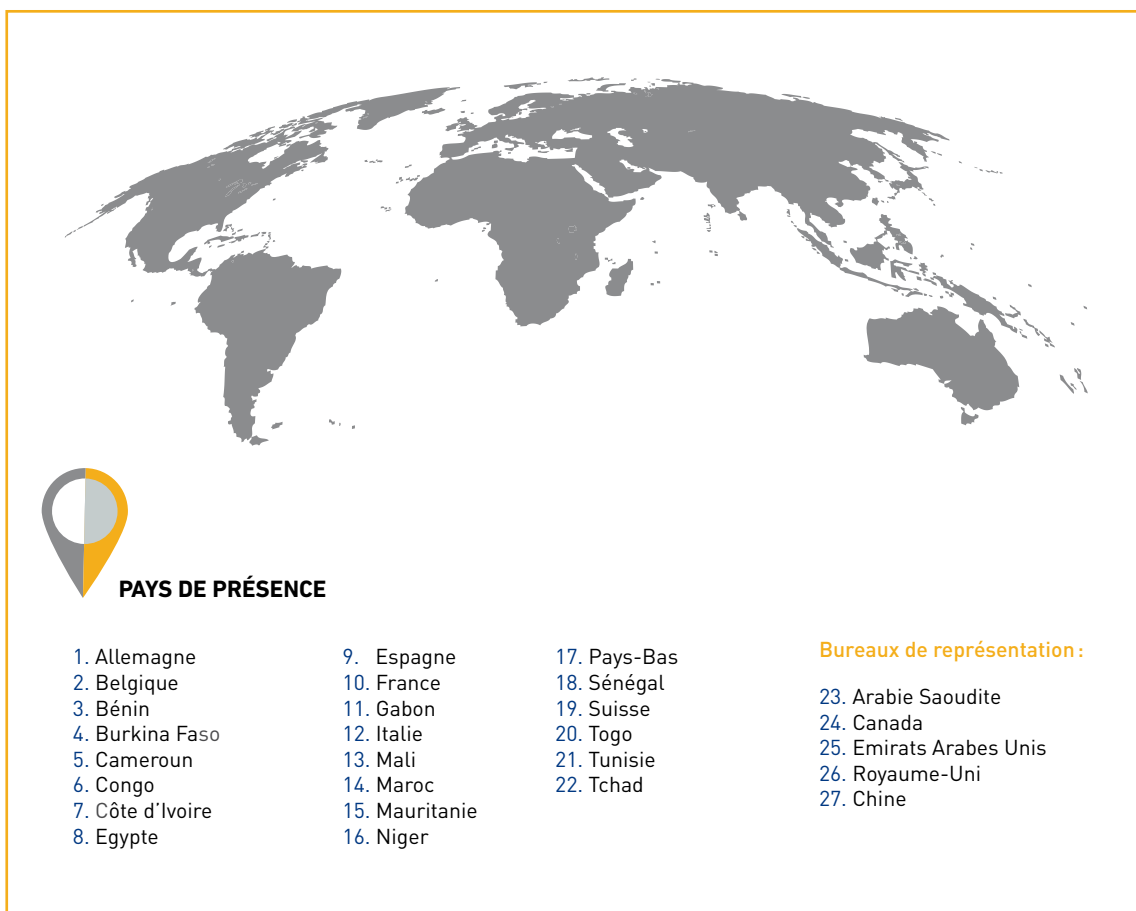 PAYS DE PRÉSENCE
1. Allemagne
2. Belgique
3. Bénin
4. Burkina Faso
5. Cameroun
6. Congo
7. Côte d'Ivoire
8. Egypte
9. Espagne
10. France
11. Gabon
12. Italie
13. Mali
14. Maroc
15. Mauritanie
16. Niger
17. Pays-Bas
18. Sénégal
19. Suisse
20. Togo
21. Tunisie
22. Tchad
Bureaux de représentation :
23. Arabie Saoudite
24. Canada
25. Emirats Arabes Unis
26. Royaume-Uni
27. Chine